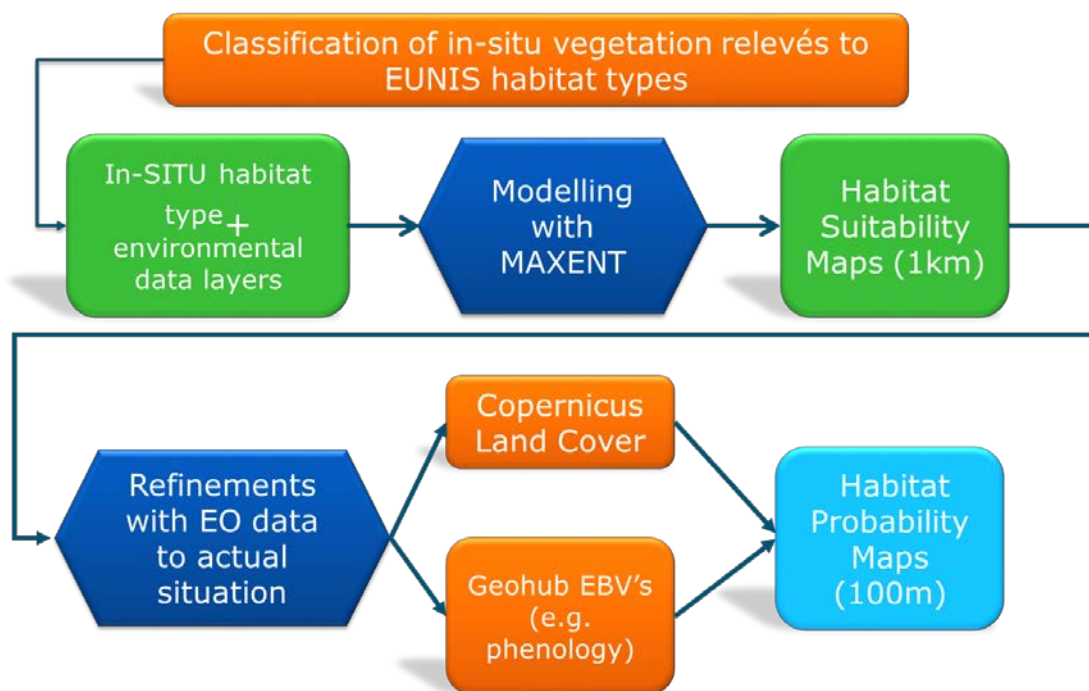 Classification of in-situ vegetation relevés to
EUNIS habitat types
In-SITU habitat
type+
environmental
data layers
Modelling
with
MAXENT
Habitat
Suitability
Maps (1km)
Refinements
with EO data
to actual
situation
Copernicus
Land Cover
Geohub EBV's
(e.g.
phenology)
Habitat
Probability
Maps
(100m)